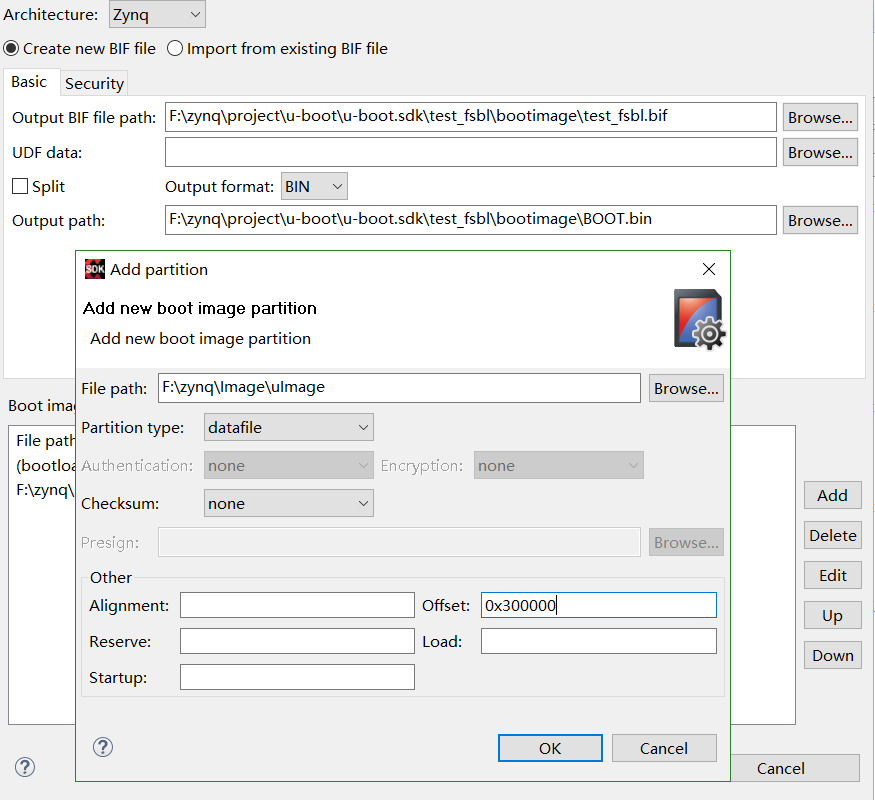 Architecture: Zynq
Create new BIF file Import from existing BIF file
Basic Security
Output BIF file path: F:\zynq\project\u-boot\u-boot.sdk\test_fsbl\bootimage\test_fsbl.bif Browse...
UDF data: Browse...
Split Output format: BIN
Output path: F:\zynq\project\u-boot\u-boot.sdk\test_fsbl\bootimage\BOOT.bin Browse...
SDK Add partition
Add new boot image partition
Add new boot image partition
File path: F:\zynq\Image\uImage Browse...
Partition type: datafile
Authentication: none Encryption: none
Checksum: none
Presign: Browse...
Other
Alignment: Offset: 0x300000
Reserve: Load:
Startup:
? OK Cancel
Boot ima
File path
(bootloa
F:\zynq\
Add
Delete
Edit
Up
Down
? Cancel